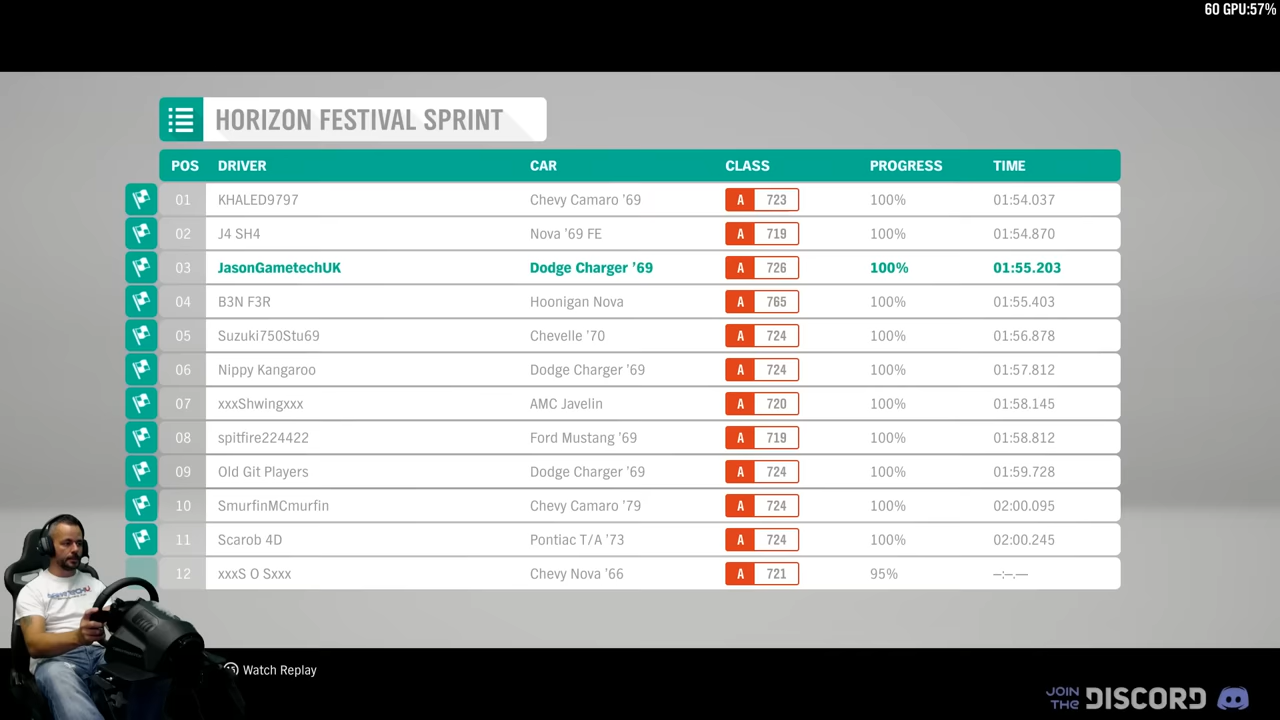 60 GPU:57%
HORIZON FESTIVAL SPRINT
POS DRIVER CAR CLASS PROGRESS TIME
01 KHALED9797 Chevy Camaro '69 A 723 100% 01:54.037
02 J4 SH4 Nova '69 FE A 719 100% 01:54.870
03 JasonGametechUK Dodge Charger '69 A 726 100% 01:55.203
04 B3N F3R Hoonigan Nova A 765 100% 01:55.403
05 Suzuki750Stu69 Chevelle '70 A 724 100% 01:56.878
06 Nippy Kangaroo Dodge Charger '69 A 724 100% 01:57.812
07 xxxShwingxxx AMC Javelin A 720 100% 01:58.145
08 spitfire224422 Ford Mustang '69 A 719 100% 01:58.812
09 Old Git Players Dodge Charger '69 A 724 100% 01:59.728
10 SmurfinMCmurfin Chevy Camaro '79 A 724 100% 02:00.095
11 Scarob 4D Pontiac T/A '73 A 724 100% 02:00.245
12 xxxS O Sxxx Chevy Nova '66 A 721 95% –:–.–
Watch Replay
JOIN THE DISCORD